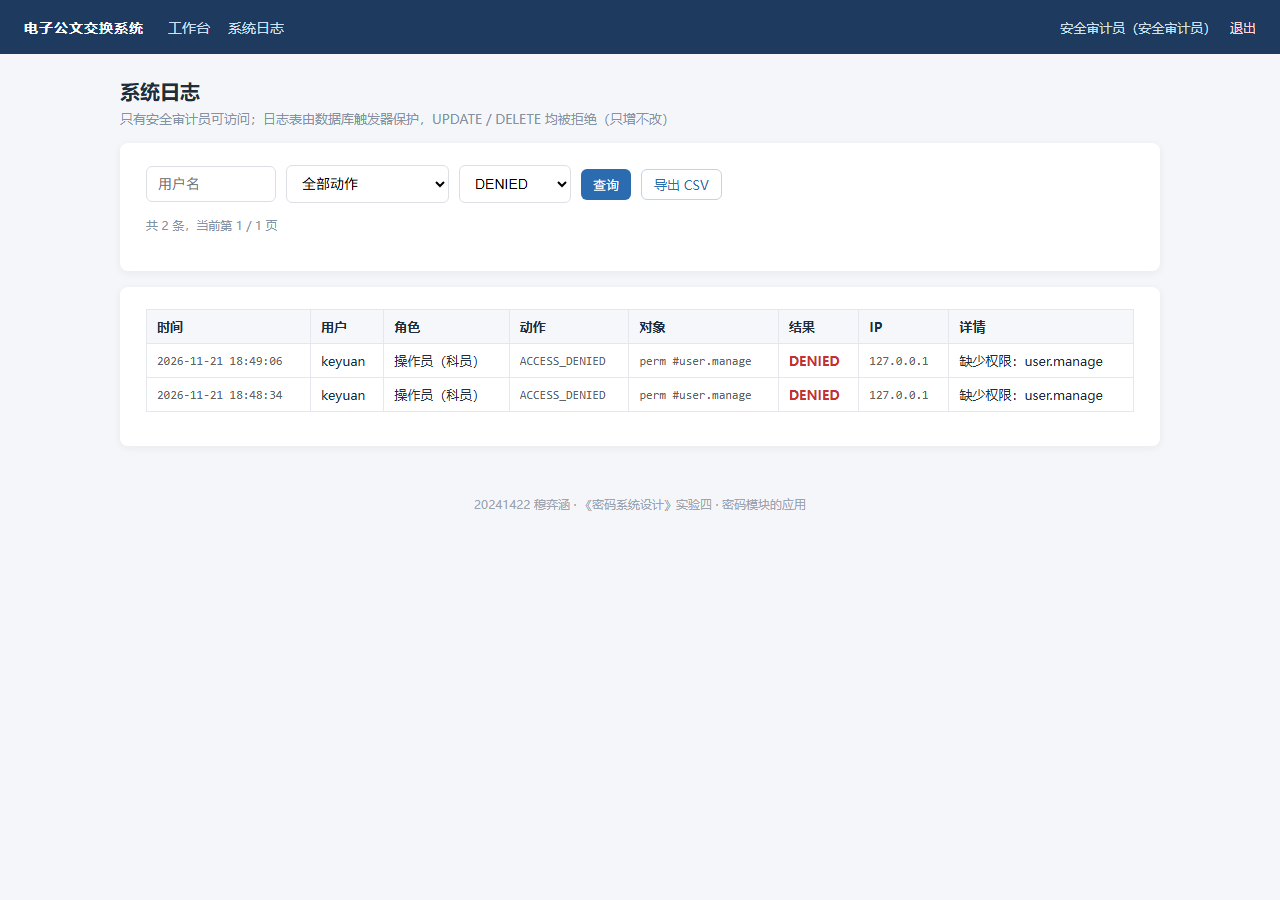 电子公文交换系统 工作台 系统日志 安全审计员（安全审计员） 退出
系统日志
只有安全审计员可访问；日志表由数据库触发器保护，UPDATE / DELETE 均被拒绝（只增不改）
用户名 全部动作 DENIED 查询 导出 CSV
共 2 条，当前第 1 / 1 页
时间 用户 角色 动作 对象 结果 IP 详情
2026-11-21 18:49:06 keyuan 操作员（科员） ACCESS_DENIED perm #user.manage DENIED 127.0.0.1 缺少权限：user.manage
2026-11-21 18:48:34 keyuan 操作员（科员） ACCESS_DENIED perm #user.manage DENIED 127.0.0.1 缺少权限：user.manage
20241422 穆弈涵 · 《密码系统设计》实验四 · 密码模块的应用